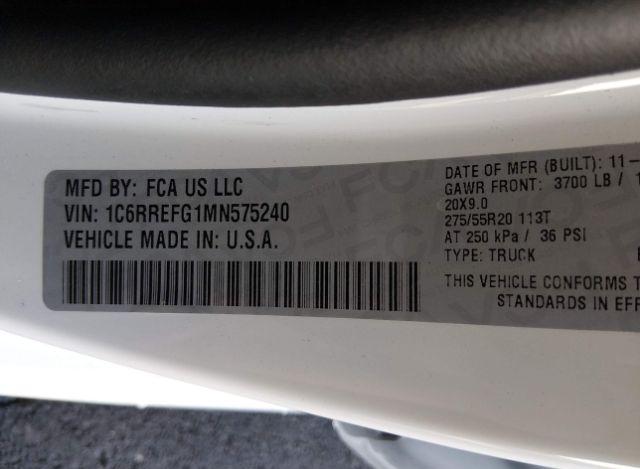 MFD BY: FCA US LLC
VIN: 1C6RREFG1MN575240
VEHICLE MADE IN: U.S.A.
DATE OF MFR (BUILT): 11-
GAWR FRONT: 3700 LB /
20X9.0
275/55R20 113T
AT 250 kPa / 36 PSI
TYPE: TRUCK
THIS VEHICLE CONFORMS T
STANDARDS IN EFF